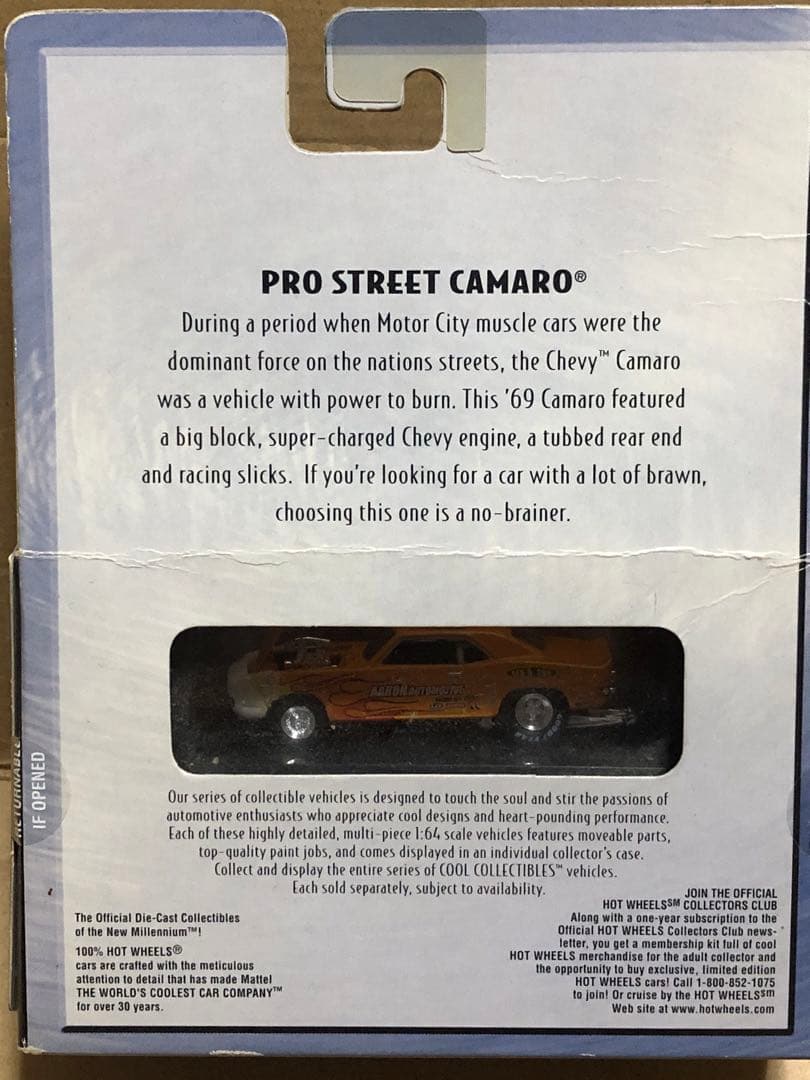 PRO STREET CAMARO®
During a period when Motor City muscle cars were the
dominant force on the nations streets, the Chevy™ Camaro
was a vehicle with power to burn. This '69 Camaro featured
a big block, super-charged Chevy engine, a tubbed rear end
and racing slicks. If you're looking for a car with a lot of brawn,
choosing this one is a no-brainer.
AARON AUTOMOTIVE
Our series of collectible vehicles is designed to touch the soul and stir the passions of
automotive enthusiasts who appreciate cool designs and heart-pounding performance.
Each of these highly detailed, multi-piece 1:64 scale vehicles features moveable parts,
top-quality paint jobs, and comes displayed in an individual collector's case.
Collect and display the entire series of COOL COLLECTIBLES™ vehicles.
Each sold separately, subject to availability.
RETURNABLE
IF OPENED
The Official Die-Cast Collectibles
of the New Millennium™!
100% HOT WHEELS®
cars are crafted with the meticulous
attention to detail that has made Mattel
THE WORLD'S COOLEST CAR COMPANY™
for over 30 years.
JOIN THE OFFICIAL
HOT WHEELSSM COLLECTORS CLUB
Along with a one-year subscription to the
Official HOT WHEELS Collectors Club news-
letter, you get a membership kit full of cool
HOT WHEELS merchandise for the adult collector and
the opportunity to buy exclusive, limited edition
HOT WHEELS cars! Call 1-800-852-1075
to join! Or cruise by the HOT WHEELSsm
Web site at www.hotwheels.com